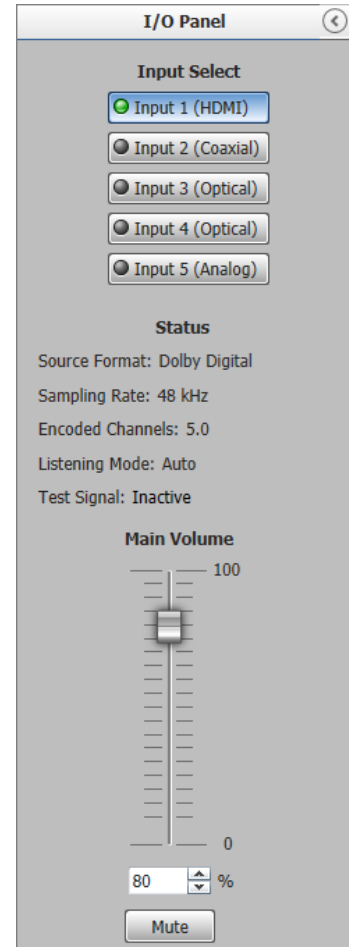 I/O Panel
Input Select
Input 1 (HDMI)
Input 2 (Coaxial)
Input 3 (Optical)
Input 4 (Optical)
Input 5 (Analog)
Status
Source Format: Dolby Digital
Sampling Rate: 48 kHz
Encoded Channels: 5.0
Listening Mode: Auto
Test Signal: Inactive
Main Volume
100
0
80 %
Mute